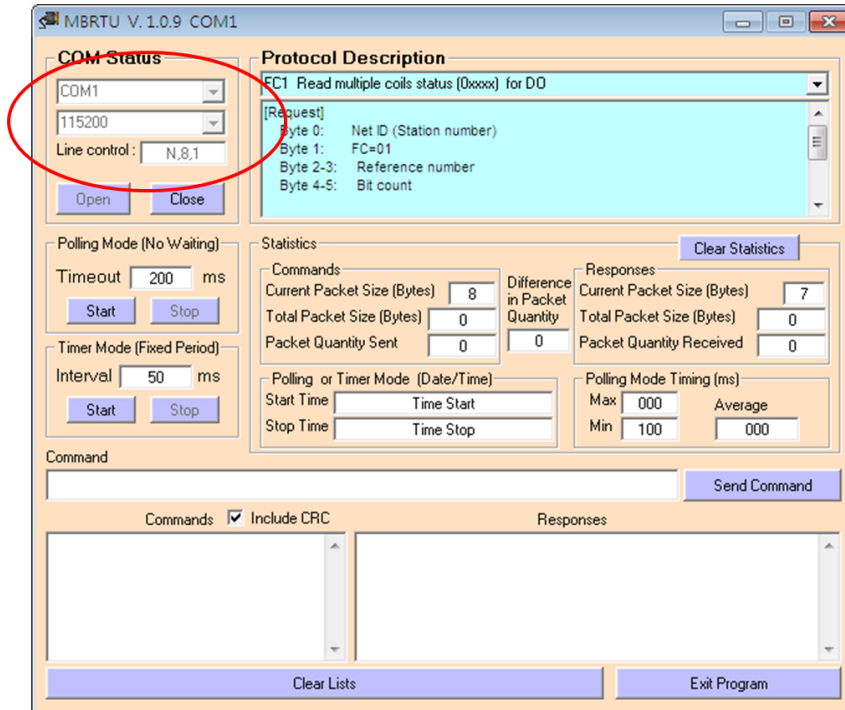 MBRTU V. 1.0.9 COM1
COM Status
COM1
115200
Line control : N,8,1
Open Close
Protocol Description
FC1 Read multiple coils status (0xxxx) for DO
[Request]
Byte 0: Net ID (Station number)
Byte 1: FC=01
Byte 2-3: Reference number
Byte 4-5: Bit count
Polling Mode (No Waiting)
Timeout 200 ms
Start Stop
Timer Mode (Fixed Period)
Interval 50 ms
Start Stop
Statistics
Clear Statistics
Commands
Current Packet Size (Bytes) 8
Total Packet Size (Bytes) 0
Packet Quantity Sent 0
Difference
in Packet
Quantity
0
Responses
Current Packet Size (Bytes) 7
Total Packet Size (Bytes) 0
Packet Quantity Received 0
Polling or Timer Mode (Date/Time)
Start Time Time Start
Stop Time Time Stop
Polling Mode Timing (ms)
Max 000
Min 100
Average
000
Command
Send Command
Commands Include CRC
Responses
Clear Lists
Exit Program